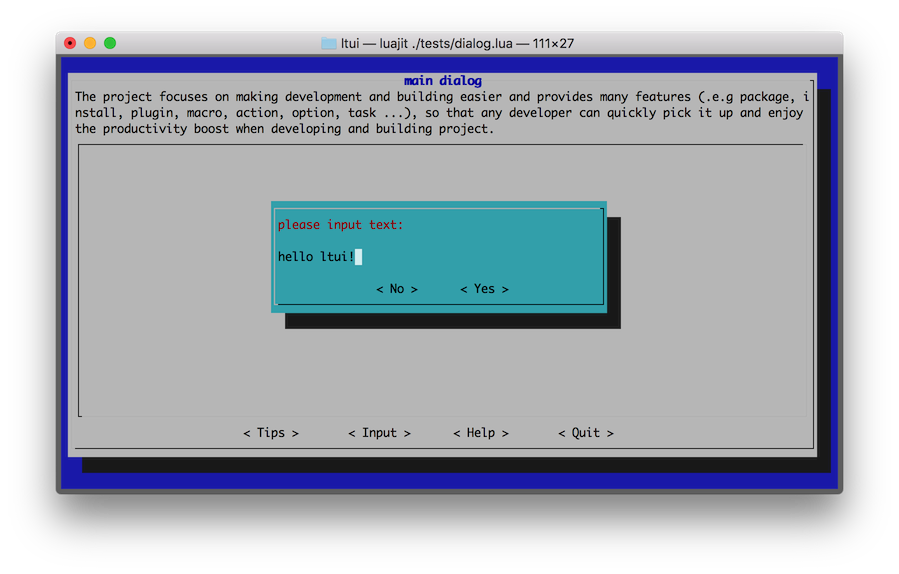 ltui — luajit ./tests/dialog.lua — 111×27
main dialog
The project focuses on making development and building easier and provides many features (.e.g package, i
nstall, plugin, macro, action, option, task ...), so that any developer can quickly pick it up and enjoy
the productivity boost when developing and building project.
please input text:
hello ltui!
< No > < Yes >
< Tips > < Input > < Help > < Quit >